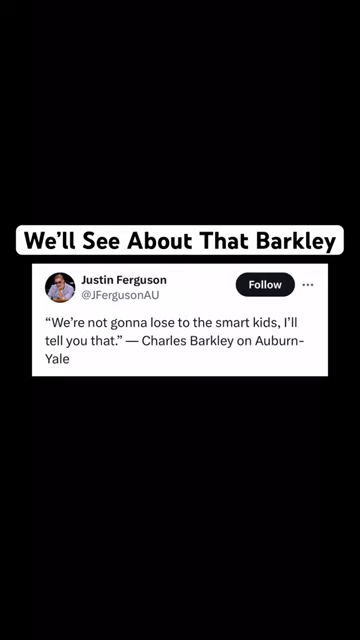 We’ll See About That Barkley
Justin Ferguson
@JFergusonAU
Follow
“We’re not gonna lose to the smart kids, I’ll
tell you that.” — Charles Barkley on Auburn-
Yale